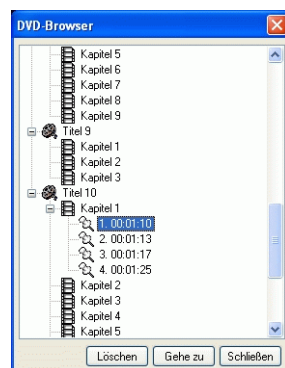 DVD-Browser
Kapitel 5
Kapitel 6
Kapitel 7
Kapitel 8
Kapitel 9
Titel 9
Kapitel 1
Kapitel 2
Kapitel 3
Titel 10
Kapitel 1
1. 00:01:10
2. 00:01:13
3. 00:01:17
4. 00:01:25
Kapitel 2
Kapitel 3
Kapitel 4
Kapitel 5
Löschen Gehe zu Schließen